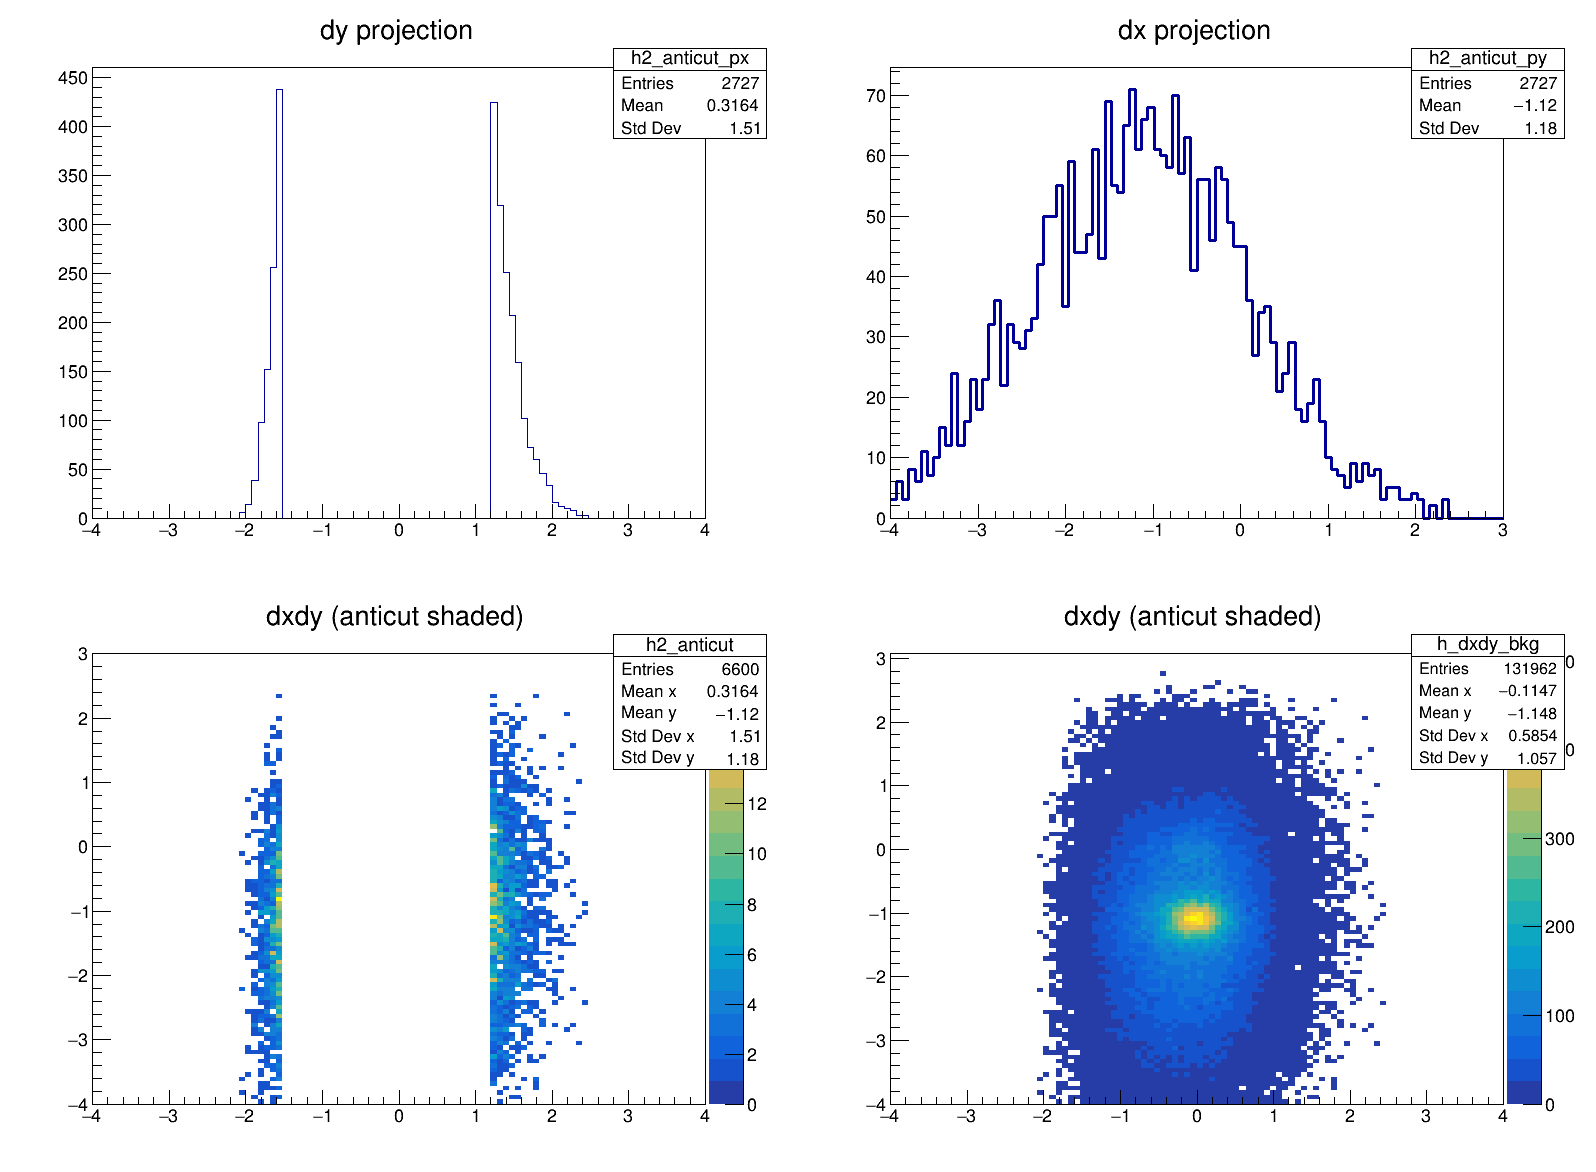 dy projection
h2_anticut_px
Entries 2727
Mean 0.3164
Std Dev 1.51
450
400
350
300
250
200
150
100
50
0
−4 −3 −2 −1 0 1 2 3 4
dx projection
h2_anticut_py
Entries 2727
Mean −1.12
Std Dev 1.18
70
60
50
40
30
20
10
0
−4 −3 −2 −1 0 1 2 3
dxdy (anticut shaded)
h2_anticut
Entries 6600
Mean x 0.3164
Mean y −1.12
Std Dev x 1.51
Std Dev y 1.18
3
2
1
0
−1
−2
−3
−4
−4 −3 −2 −1 0 1 2 3 4
12
10
8
6
4
2
0
dxdy (anticut shaded)
h_dxdy_bkg
Entries 131962
Mean x −0.1147
Mean y −1.148
Std Dev x 0.5854
Std Dev y 1.057
3
2
1
0
−1
−2
−3
−4
−4 −3 −2 −1 0 1 2 3 4
0
0
300
200
100
0